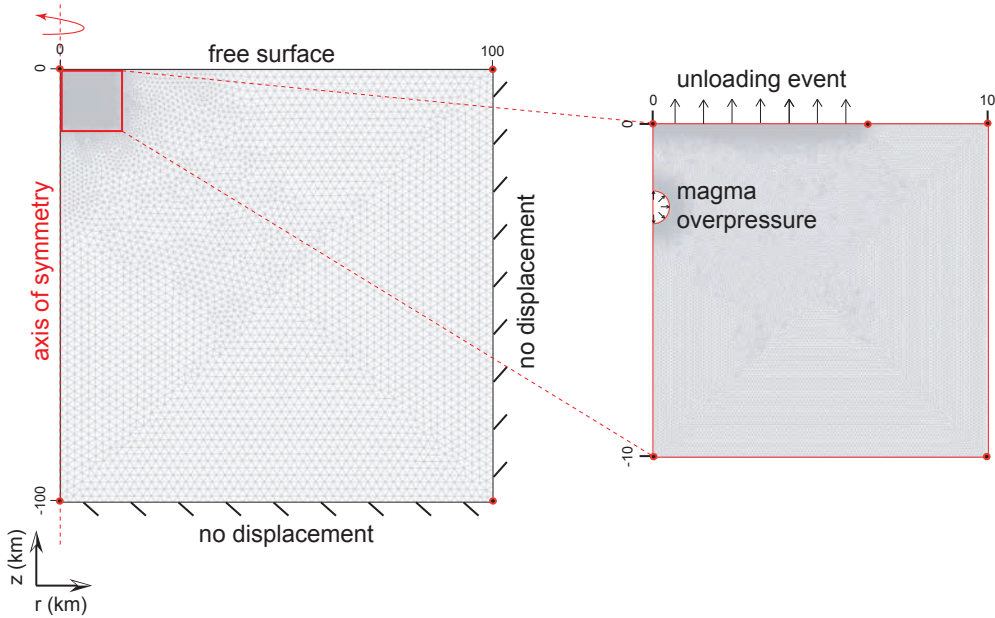 0
free surface
100
0
axis of symmetry
no displacement
-100
no displacement
z (km)
r (km)
unloading event
0
10
0
magma
overpressure
-10